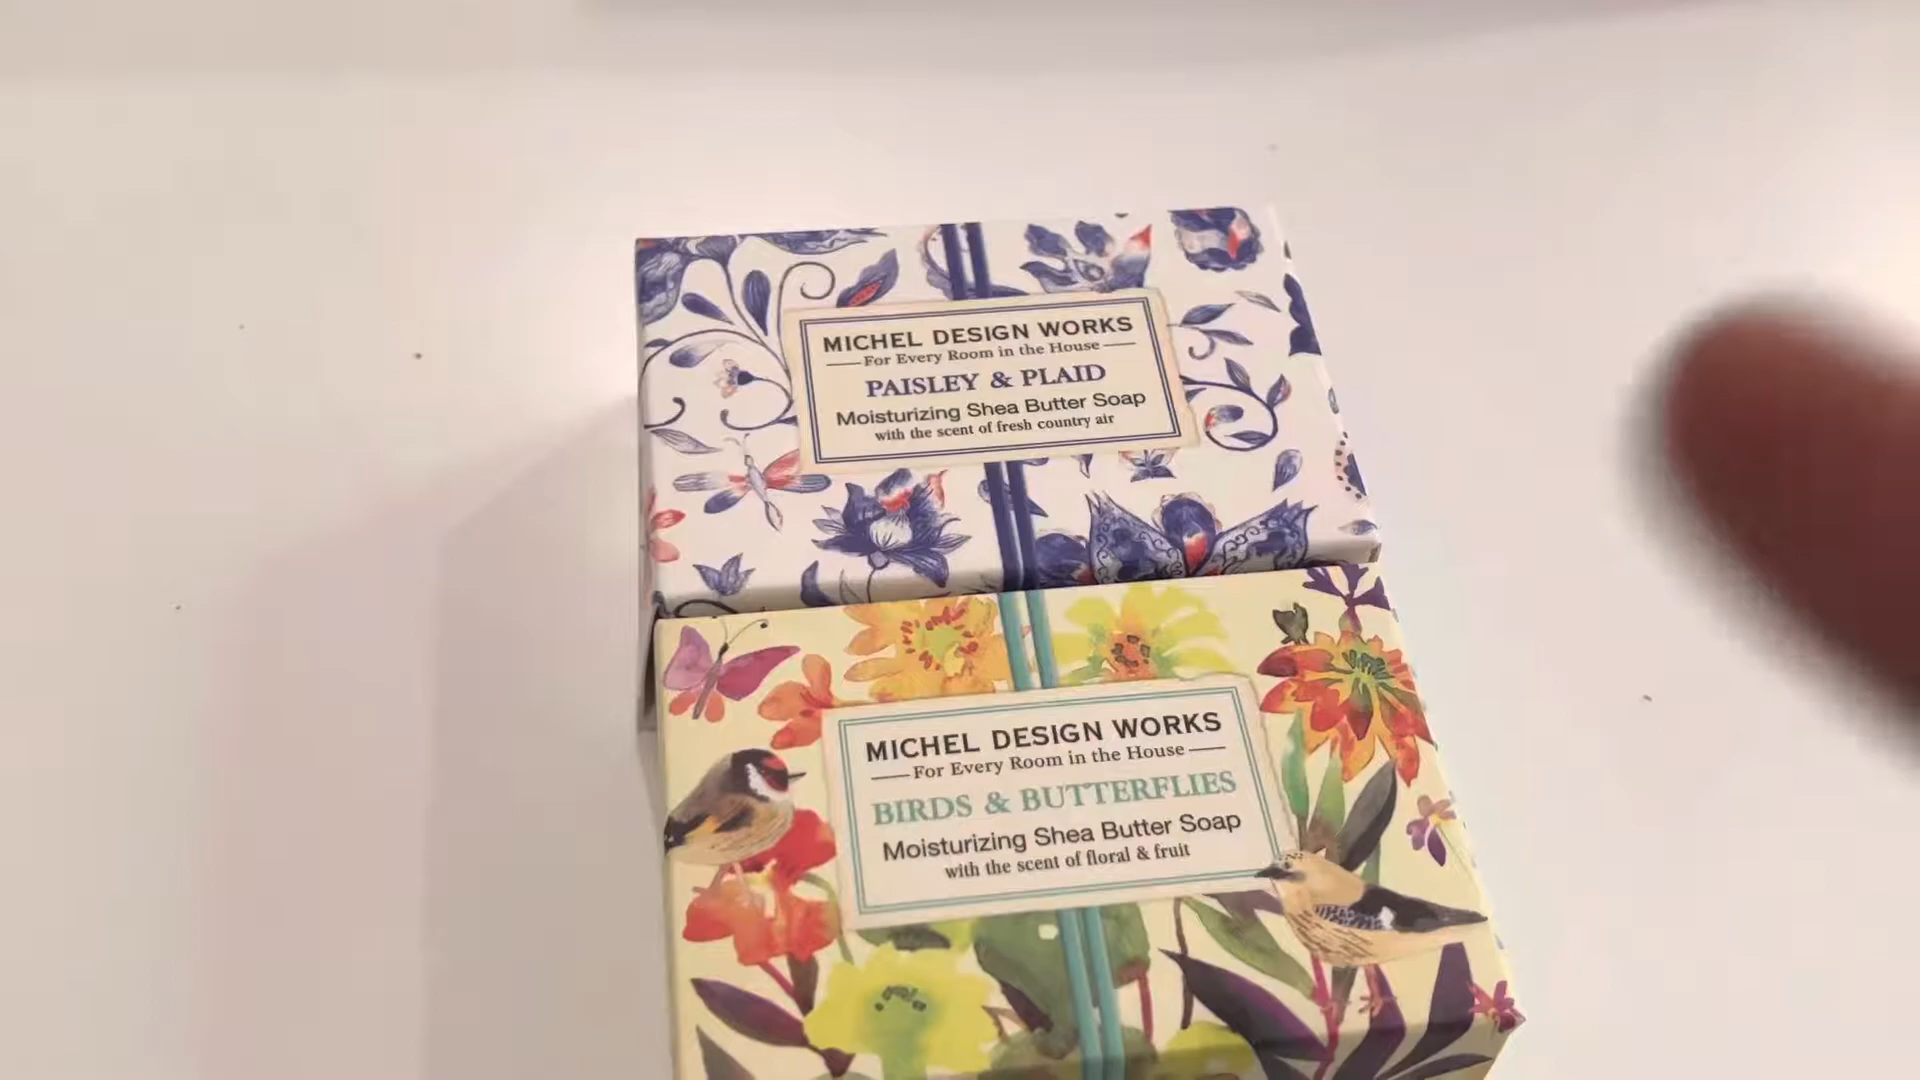 MICHEL DESIGN WORKS
For Every Room in the House
PAISLEY & PLAID
Moisturizing Shea Butter Soap
with the scent of fresh country air
MICHEL DESIGN WORKS
For Every Room in the House
BIRDS & BUTTERFLIES
Moisturizing Shea Butter Soap
with the scent of floral & fruit